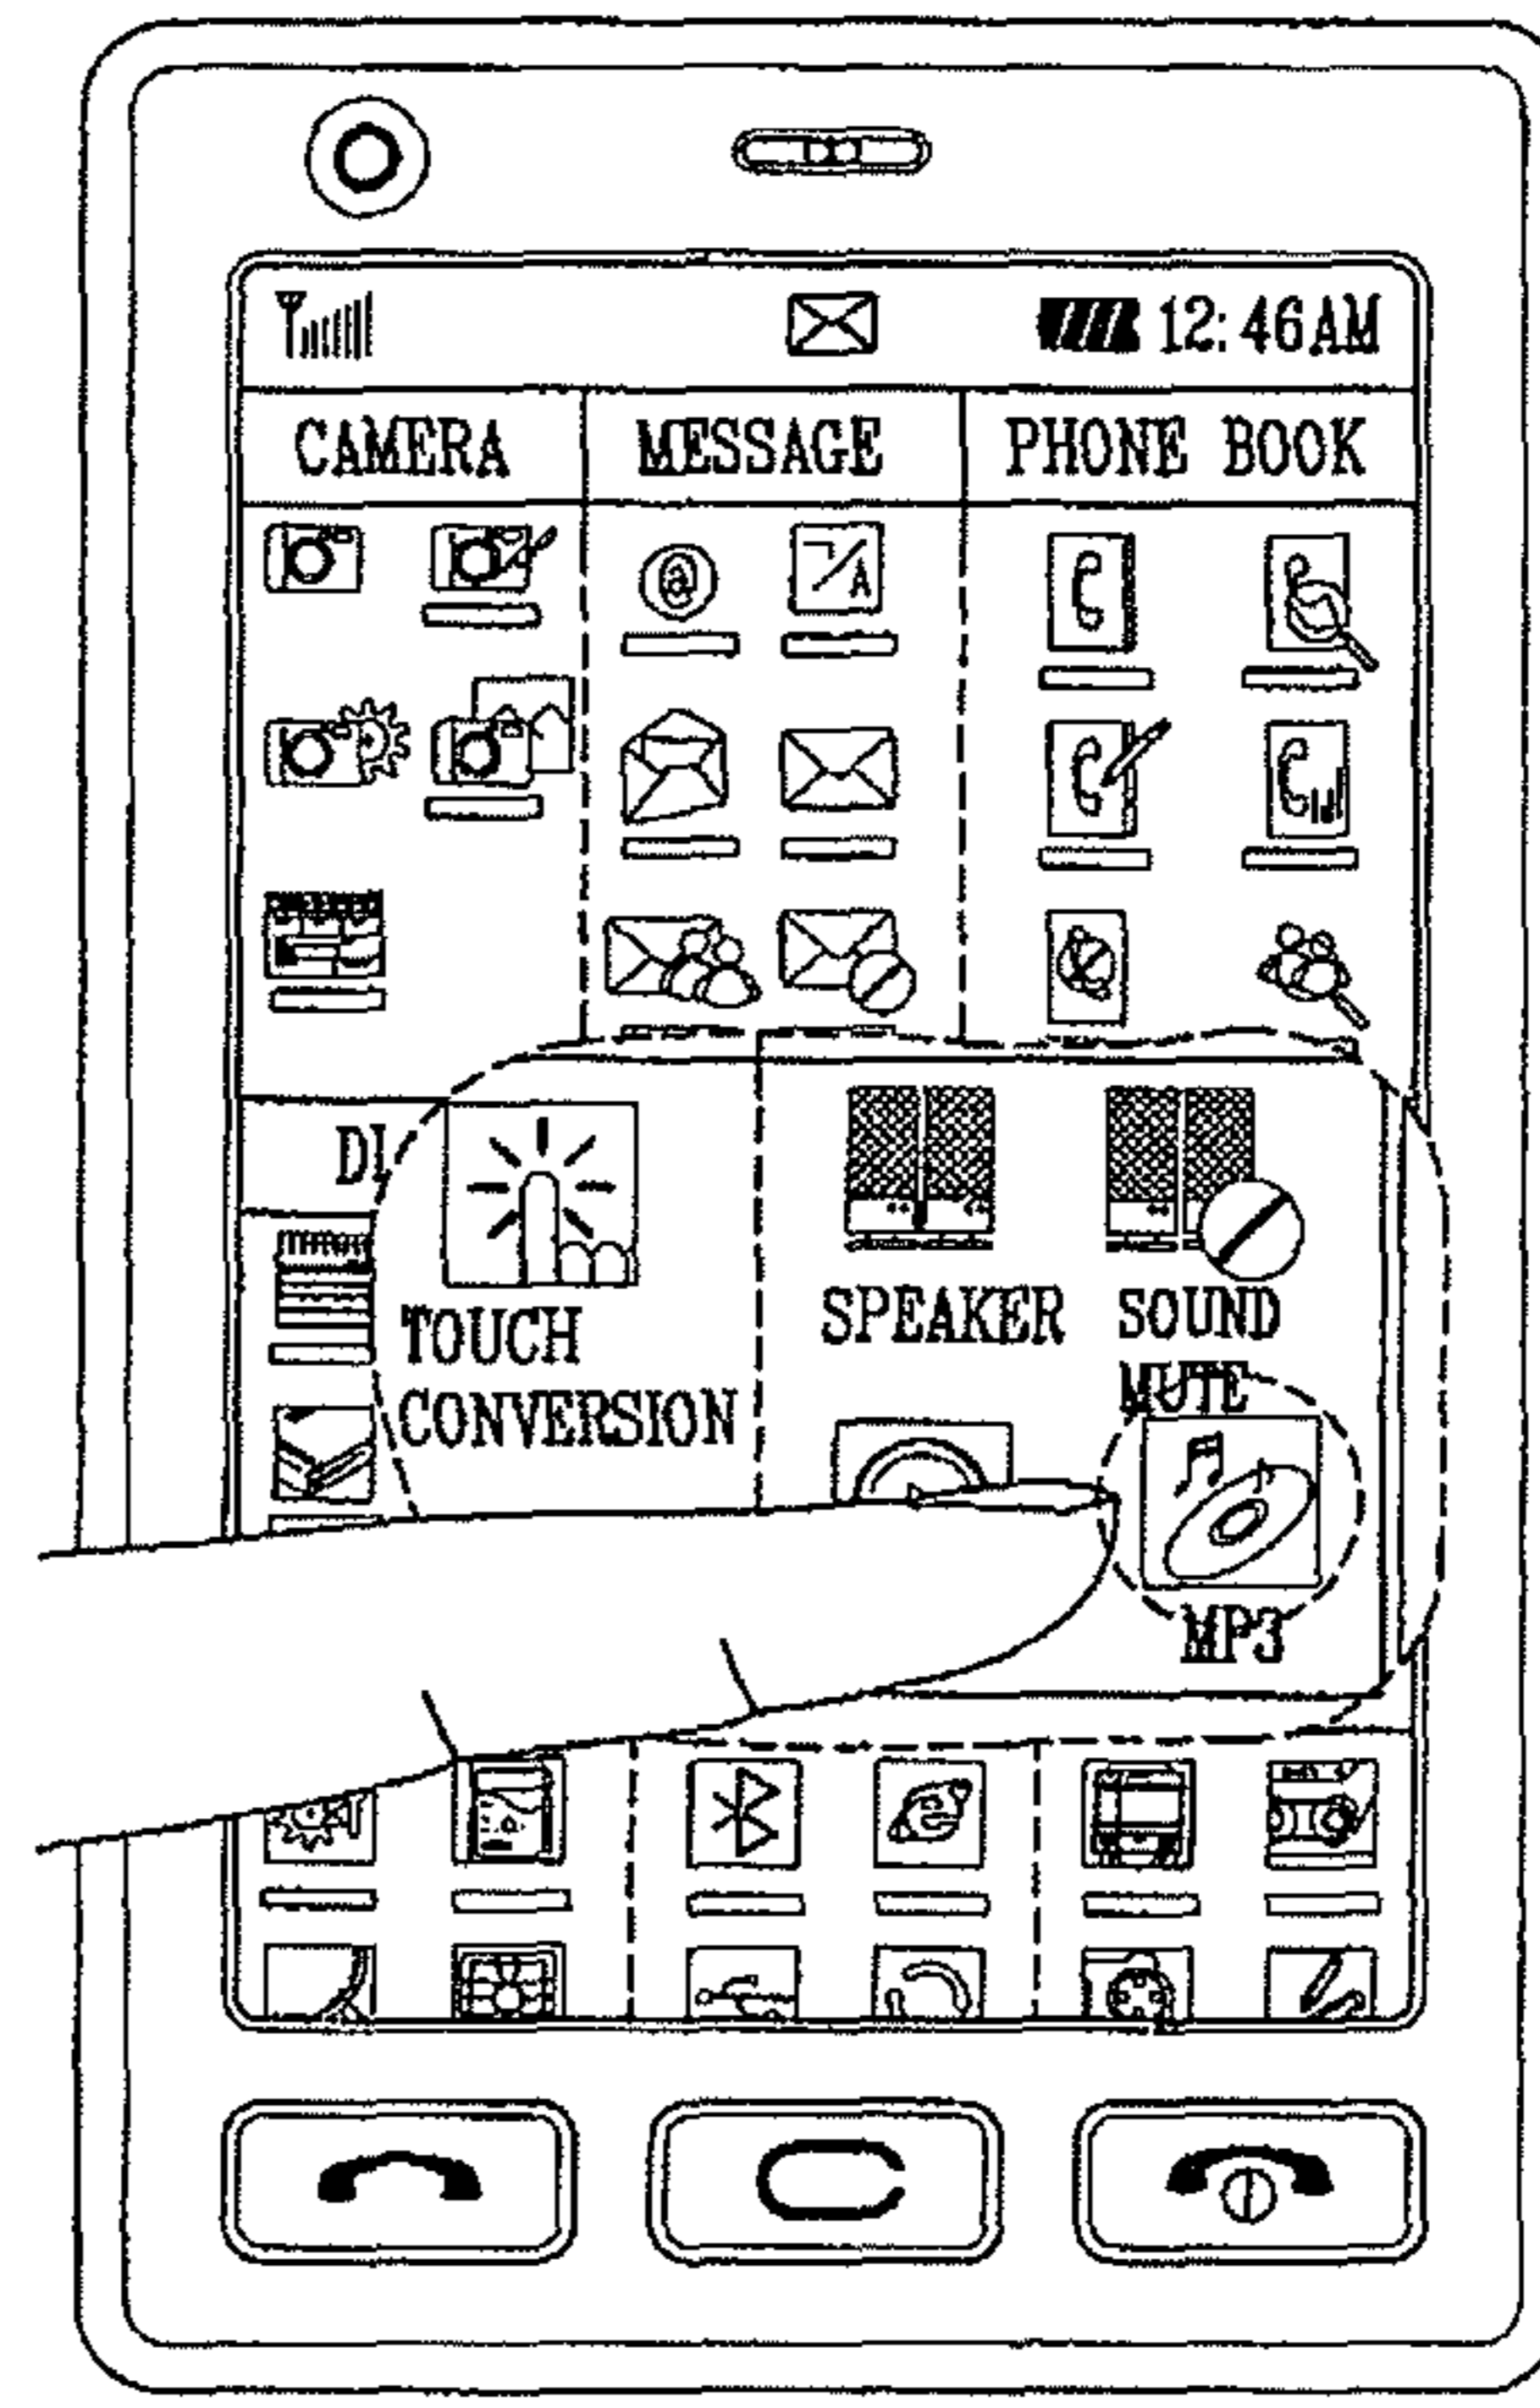 12:46AM
CAMERA MESSAGE PHONE BOOK
@
A
DI
TOUCH
CONVERSION
SPEAKER SOUND
MUTE
MP3
C